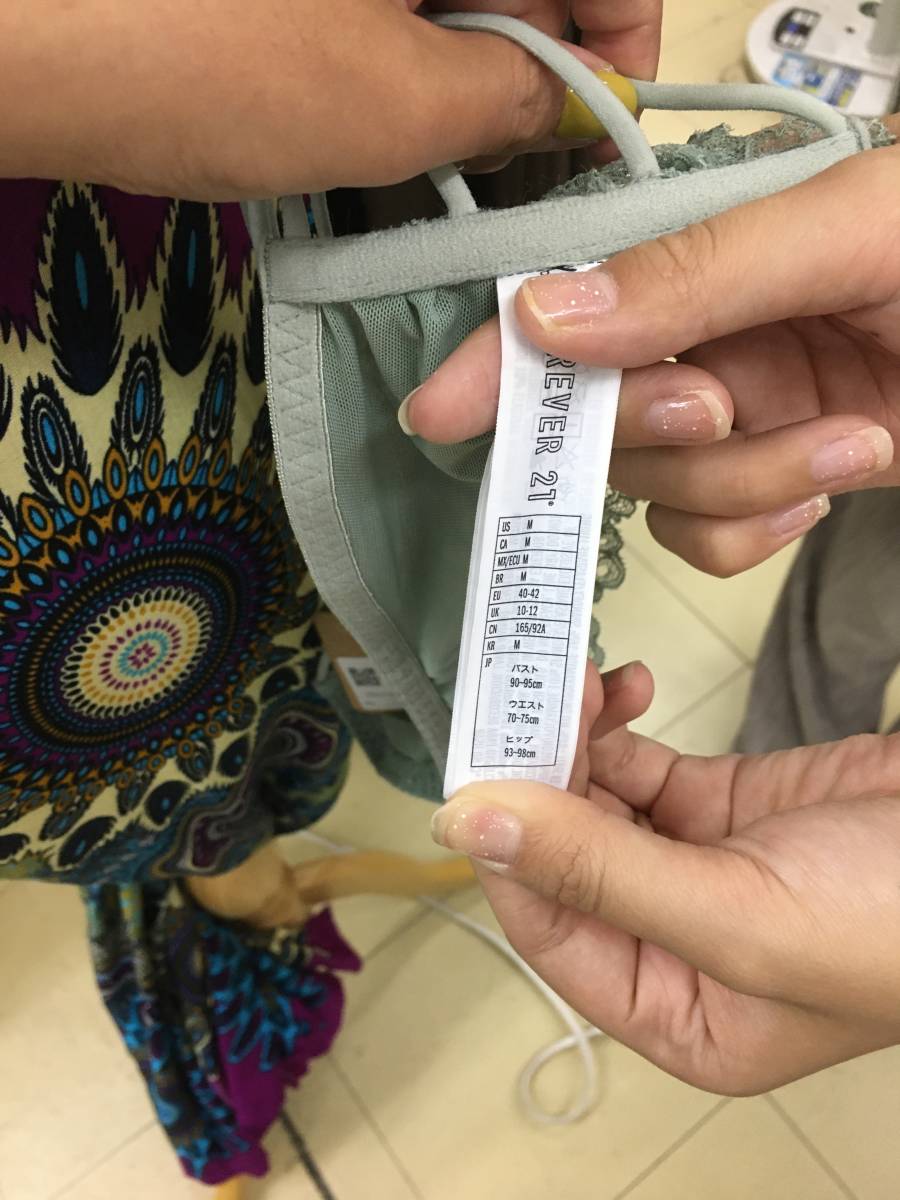 REVER 21®
US M
CA M
MX/ECU M
BR M
EU 40-42
UK 10-12
CN 165/92A
KR M
JP
バスト
90-95cm
ウエスト
70-75cm
ヒップ
93-98cm